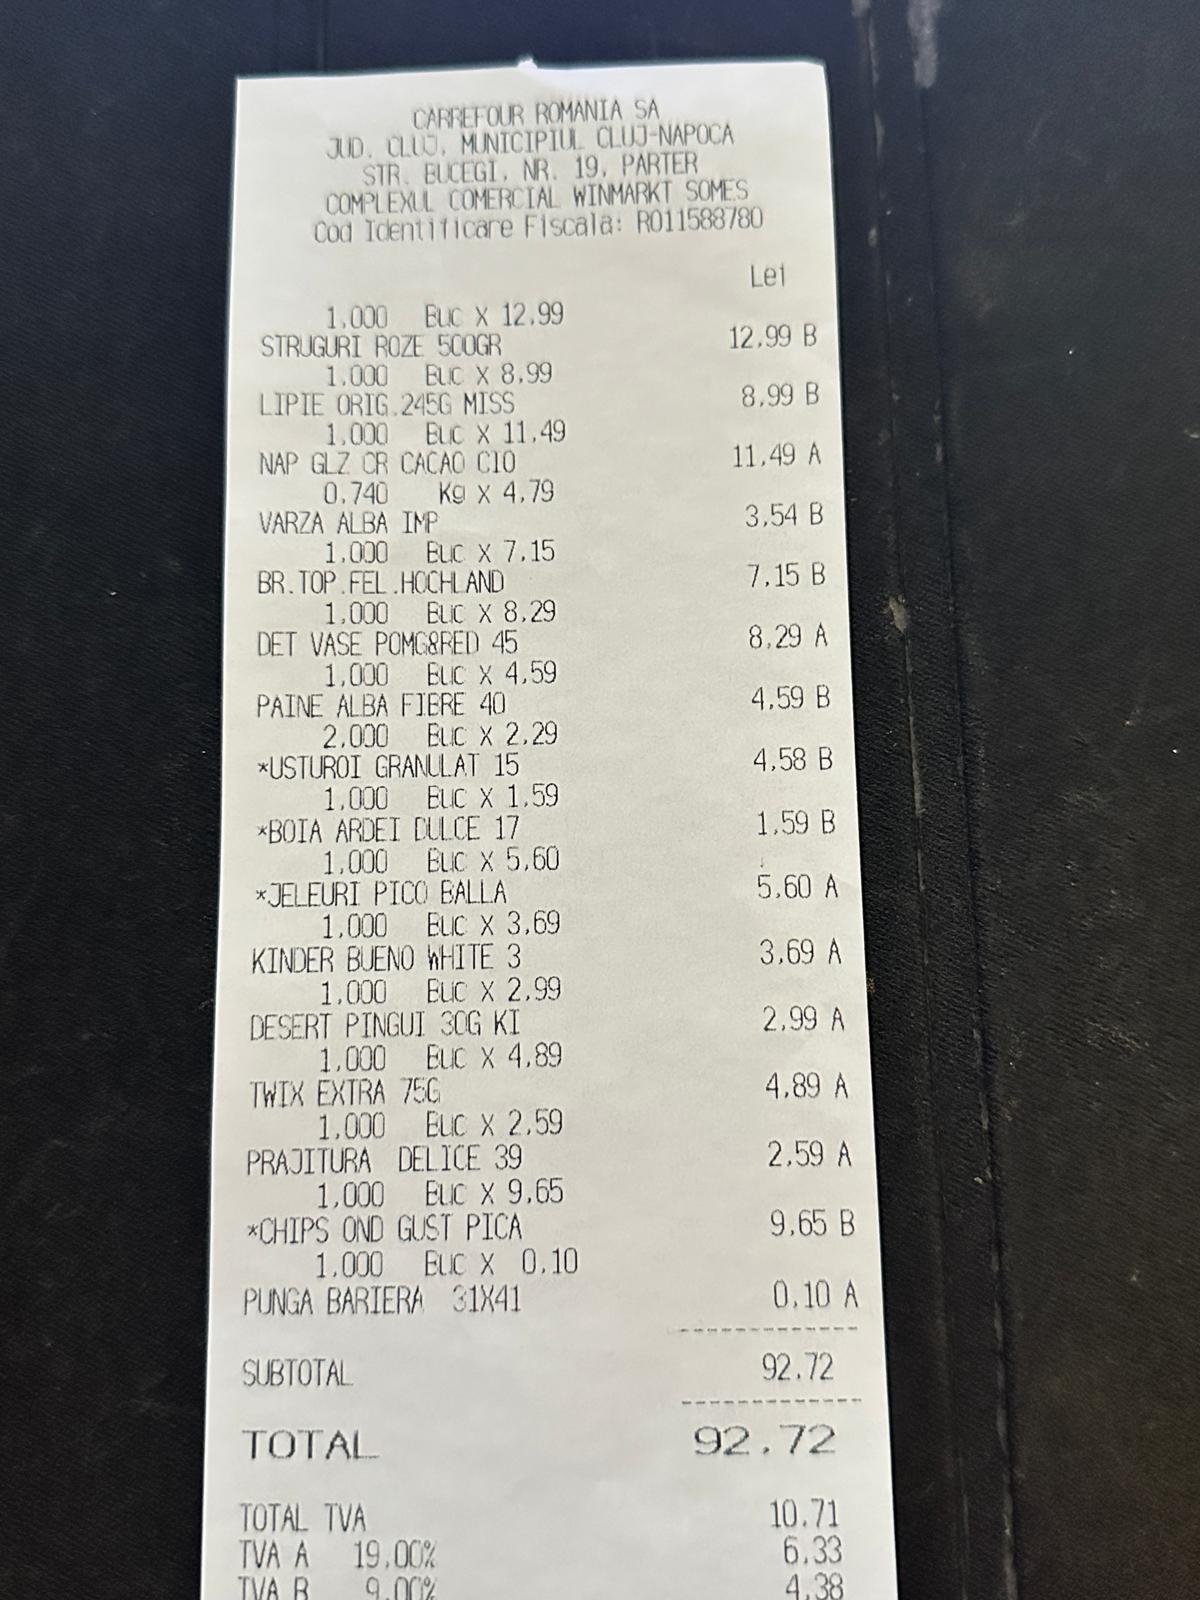 CARREFOUR ROMANIA SA
JUD. CLUJ, MUNICIPIUL CLUJ-NAPOCA
STR. BUCEGI, NR. 19, PARTER
COMPLEXUL COMERCIAL WINMARKT SOMES
Cod Identificare Fiscala: RO11588780
Lei
1,000 Buc X 12,99
STRUGURI ROZE 500GR 12,99 B
1,000 Buc X 8,99
LIPIE ORIG.245G MISS 8,99 B
1,000 Buc X 11,49
NAP GLZ CR CACAO C10 11,49 A
0,740 Kg X 4,79
VARZA ALBA IMP 3,54 B
1,000 Buc X 7,15
BR.TOP.FEL.HOCHLAND 7,15 B
1,000 Buc X 8,29
DET VASE POMG&RED 45 8,29 A
1,000 Buc X 4,59
PAINE ALBA FIBRE 40 4,59 B
2,000 Buc X 2,29
*USTUROI GRANULAT 15 4,58 B
1,000 Buc X 1,59
*BOIA ARDEI DULCE 17 1,59 B
1,000 Buc X 5,60
*JELEURI PICO BALLA 5,60 A
1,000 Buc X 3,69
KINDER BUENO WHITE 3 3,69 A
1,000 Buc X 2,99
DESERT PINGUI 30G KI 2,99 A
1,000 Buc X 4,89
TWIX EXTRA 75G 4,89 A
1,000 Buc X 2,59
PRAJITURA DELICE 39 2,59 A
1,000 Buc X 9,65
*CHIPS OND GUST PICA 9,65 B
1,000 Buc X 0,10
PUNGA BARIERA 31X41 0,10 A
SUBTOTAL 92,72
TOTAL 92,72
TOTAL TVA 10,71
TVA A 19,00% 6,33
TVA B 9,00% 4,38